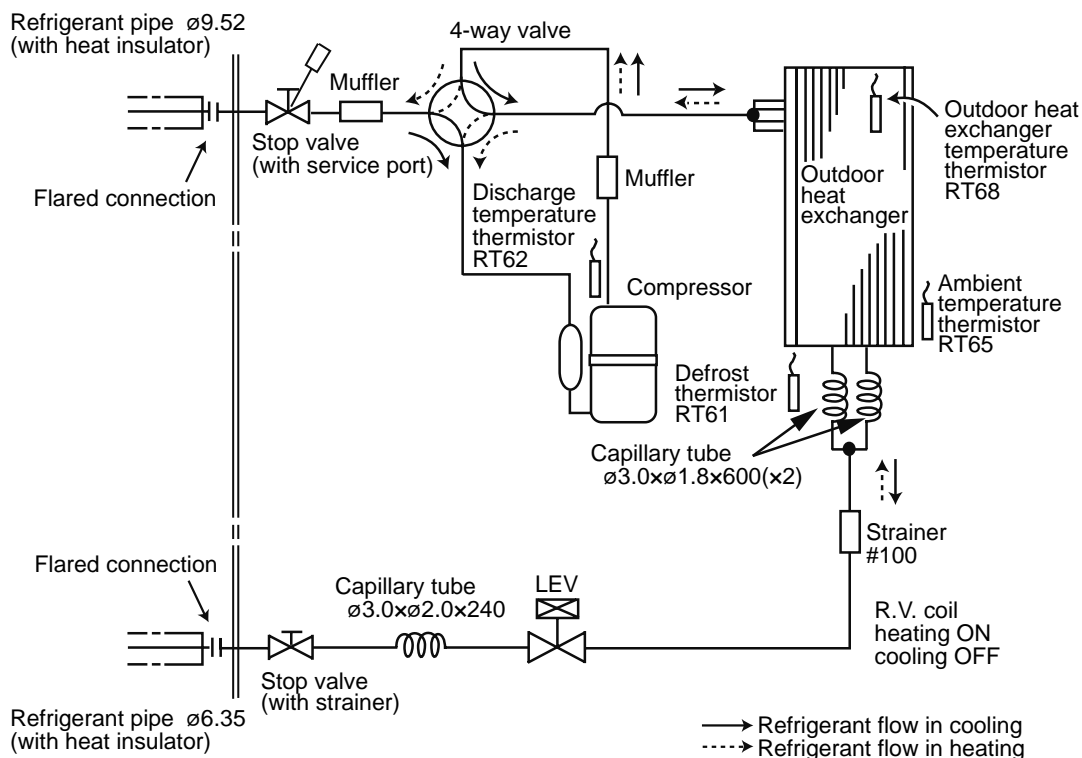 Refrigerant pipe ø9.52
(with heat insulator)
4-way valve
Muffler
Stop valve
(with service port)
Flared connection
Discharge
temperature
thermistor
RT62
Muffler
Compressor
Outdoor
heat
exchanger
Outdoor heat
exchanger
temperature
thermistor
RT68
Ambient
temperature
thermistor
RT65
Defrost
thermistor
RT61
Capillary tube
ø3.0×ø1.8×600(×2)
Strainer
#100
Flared connection
Capillary tube
ø3.0×ø2.0×240
LEV
R.V. coil
heating ON
cooling OFF
Stop valve
(with strainer)
Refrigerant pipe ø6.35
(with heat insulator)
Refrigerant flow in cooling
Refrigerant flow in heating